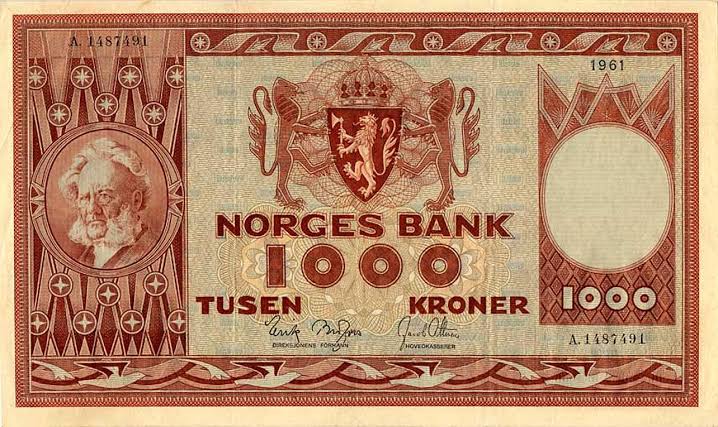 A. 1487491
1961
NORGES BANK
1000
TUSEN KRONER
1000
DIREKSJONENS FORMANN
HOVEDKASSERER
A. 1487491